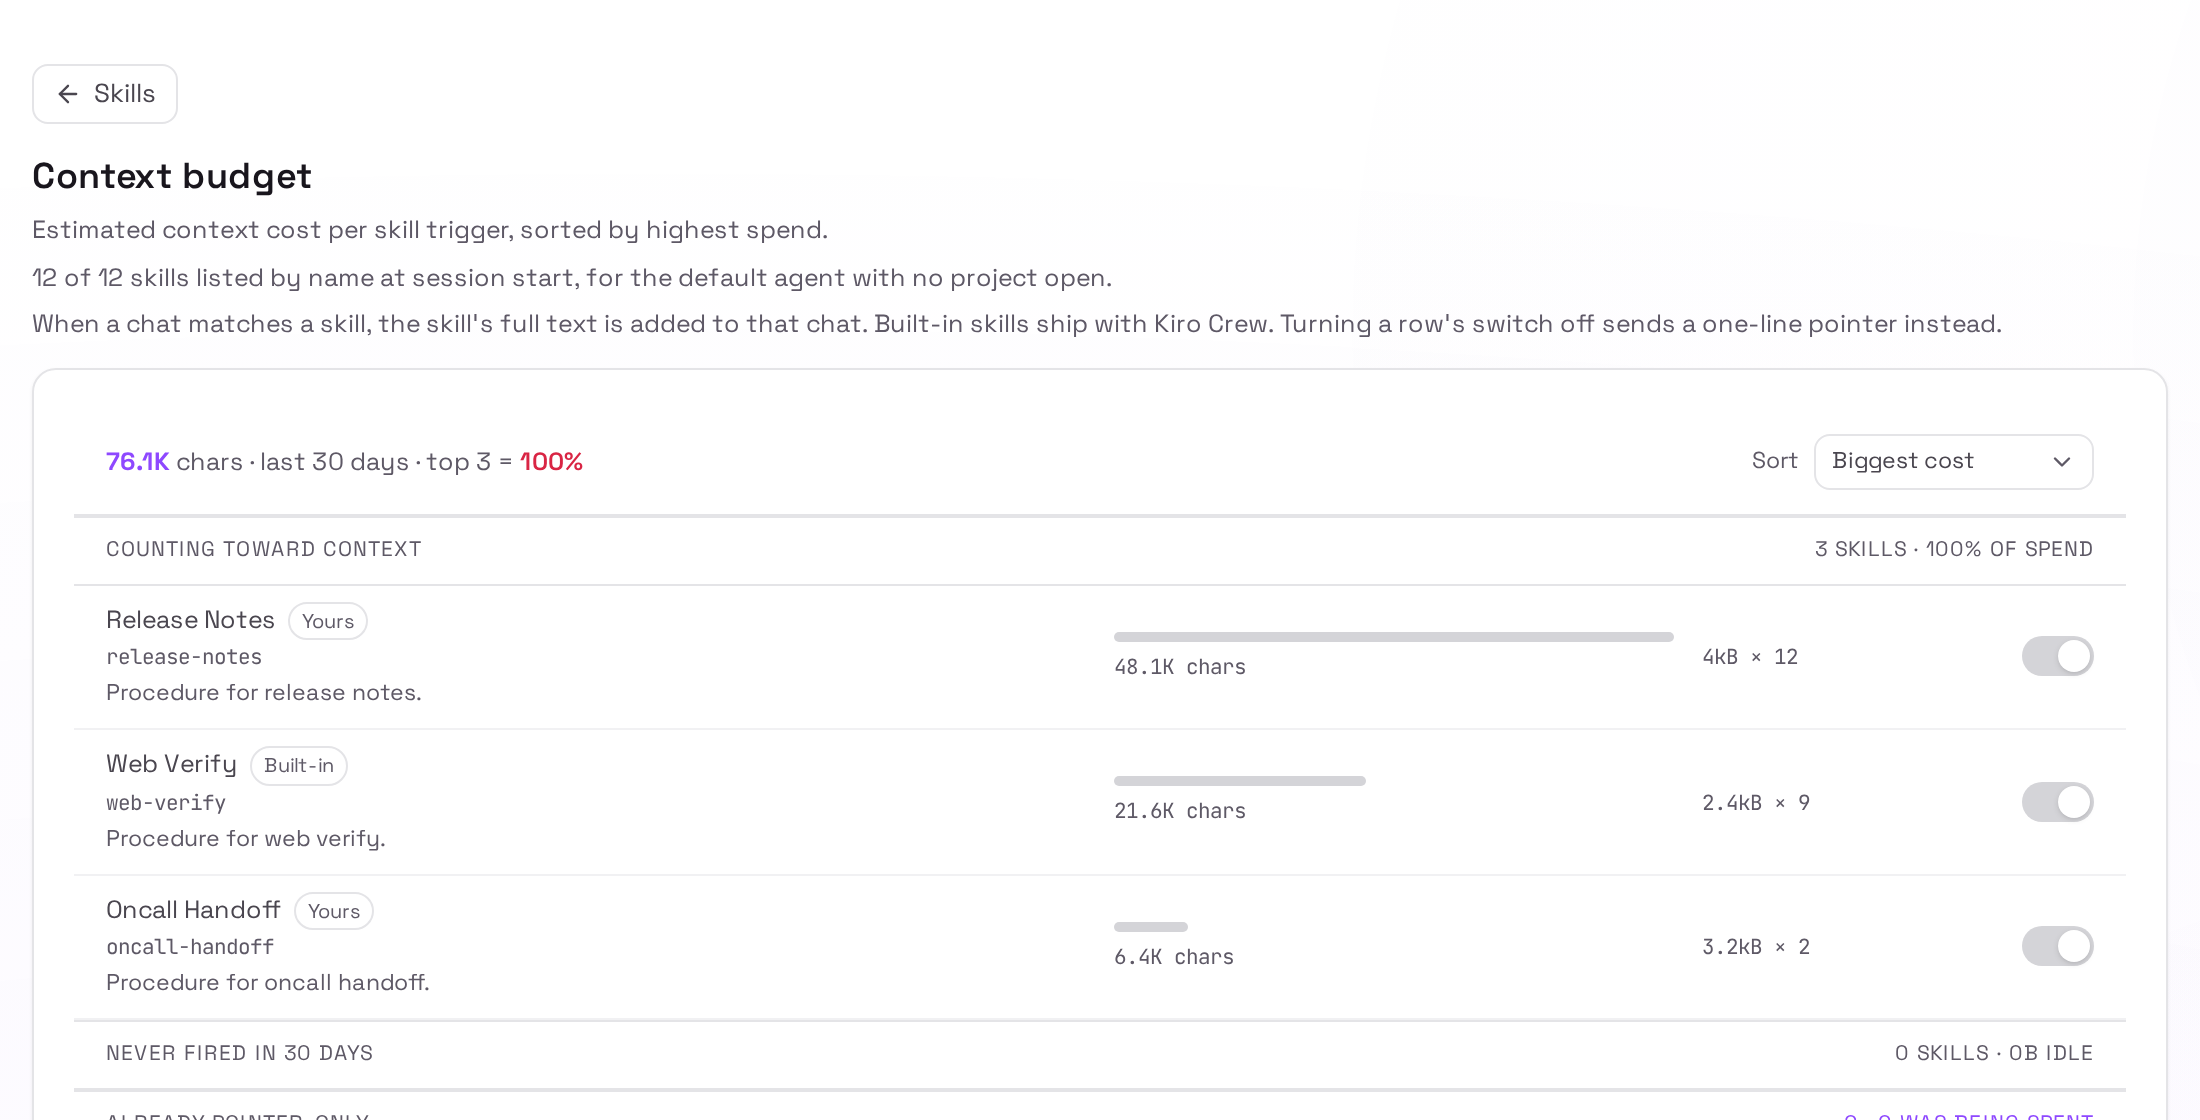 Skills
Context budget
Estimated context cost per skill trigger, sorted by highest spend.
12 of 12 skills listed by name at session start, for the default agent with no project open.
When a chat matches a skill, the skill's full text is added to that chat. Built-in skills ship with Kiro Crew. Turning a row's switch off sends a one-line pointer instead.
76.1K chars · last 30 days · top 3 = 100%
Sort Biggest cost
COUNTING TOWARD CONTEXT 3 SKILLS · 100% OF SPEND
Release Notes Yours
release-notes
Procedure for release notes.
48.1K chars
4kB × 12
Web Verify Built-in
web-verify
Procedure for web verify.
21.6K chars
2.4kB × 9
Oncall Handoff Yours
oncall-handoff
Procedure for oncall handoff.
6.4K chars
3.2kB × 2
NEVER FIRED IN 30 DAYS 0 SKILLS · 0B IDLE
ALREADY POINTER-ONLY WAS BEING SPENT